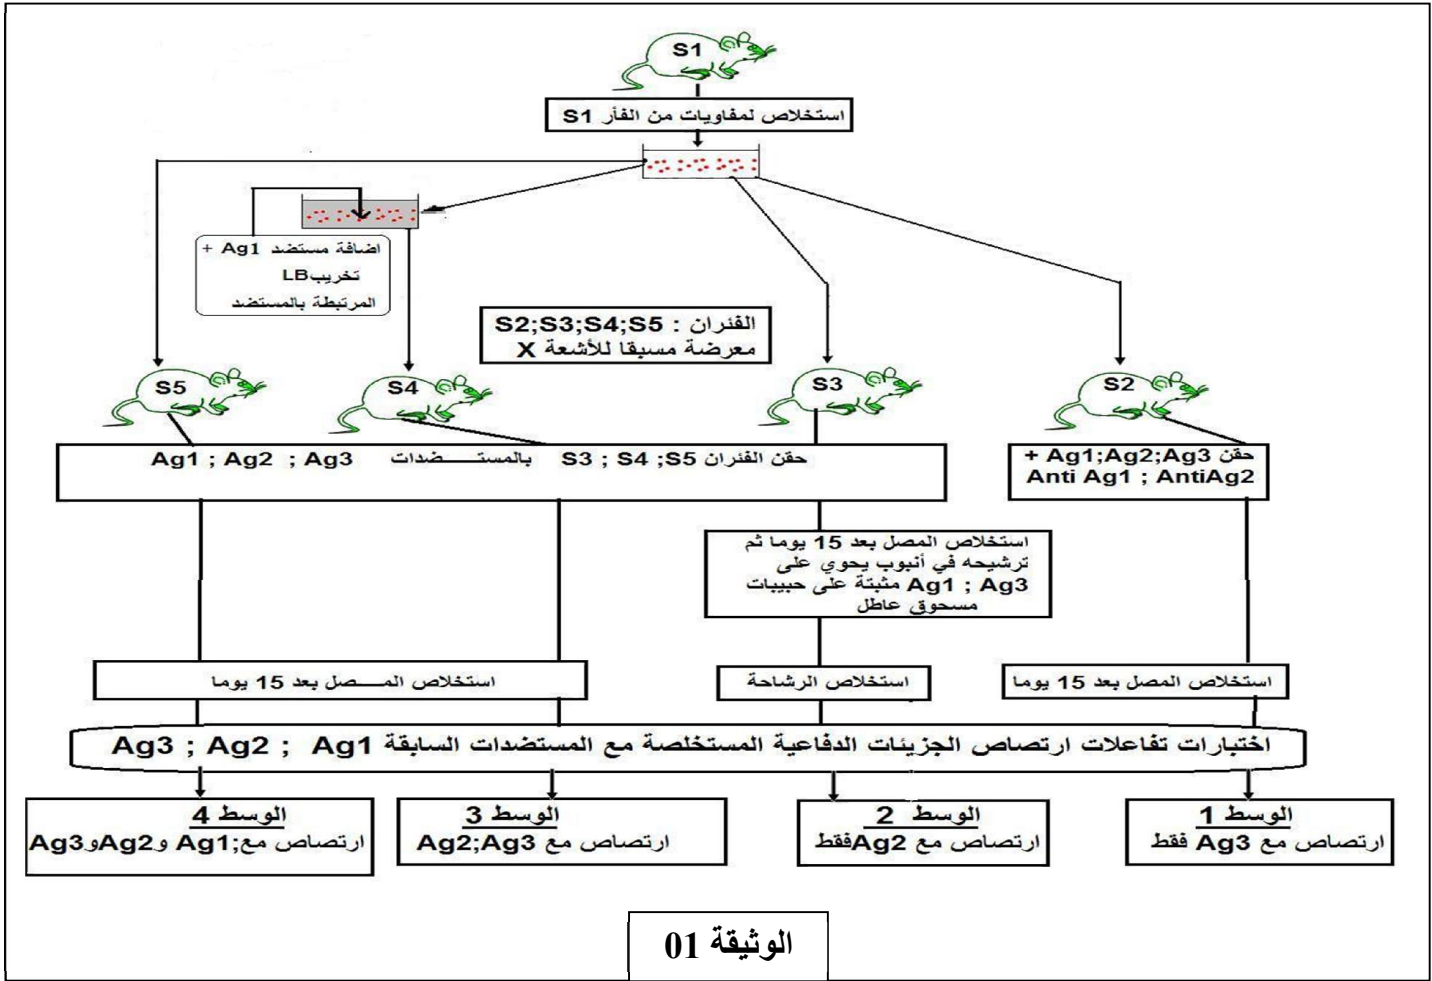 S1
استخلاص لمفاويات من الفأر S1
اضافة مستضد Ag1 +
تخريب LB
المرتبطة بالمستضد
الفئران : S2;S3;S4;S5
معرضة مسبقا للأشعة X
S5
S4
S3
S2
حقن الفئران S3 ; S4 ;S5 بالمستــــــضدات Ag1 ; Ag2 ; Ag3
حقن Ag1;Ag2;Ag3 +
Anti Ag1 ; AntiAg2
استخلاص المصل بعد 15 يوما ثم
ترشيحه في أنبوب يحوي على
Ag1 ; Ag3 مثبتة على حبيبات
مسحوق عاطل
استخلاص المــــصل بعد 15 يوما
استخلاص الرشاحة
استخلاص المصل بعد 15 يوما
اختبارات تفاعلات ارتصاص الجزيئات الدفاعية المستخلصة مع المستضدات السابقة Ag3 ; Ag2 ; Ag1
الوسط 4
ارتصاص مع Ag1; وAg2وAg3
الوسط 3
ارتصاص مع Ag2;Ag3
الوسط 2
ارتصاص مع Ag2فقط
الوسط 1
ارتصاص مع Ag3 فقط
الوثيقة 01